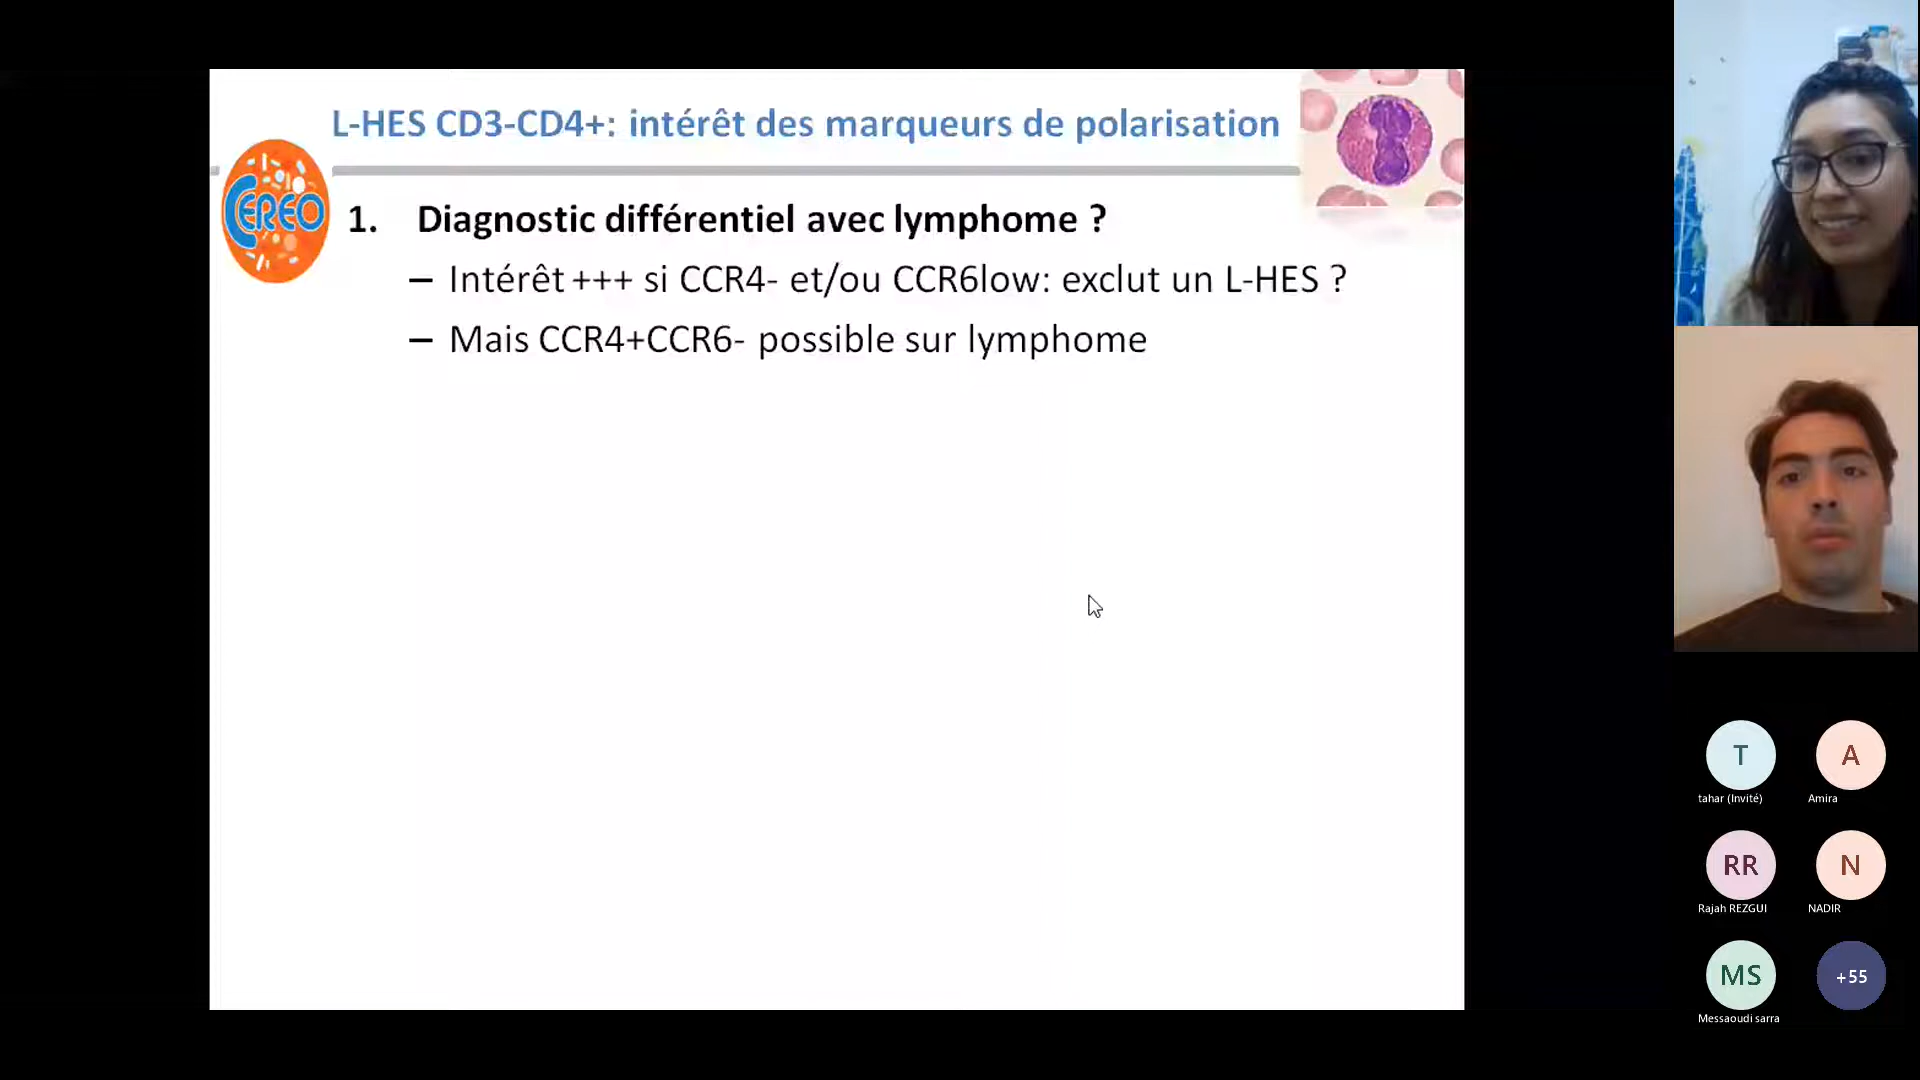 L-HES CD3-CD4+: intérêt des marqueurs de polarisation
CEREO
1. Diagnostic différentiel avec lymphome ?
– Intérêt +++ si CCR4- et/ou CCR6low: exclut un L-HES ?
– Mais CCR4+CCR6- possible sur lymphome
T
A
tahar (Invité)
Amira
RR
N
Rajah REZGUI
NADIR
MS
+55
Messaoudi sarra